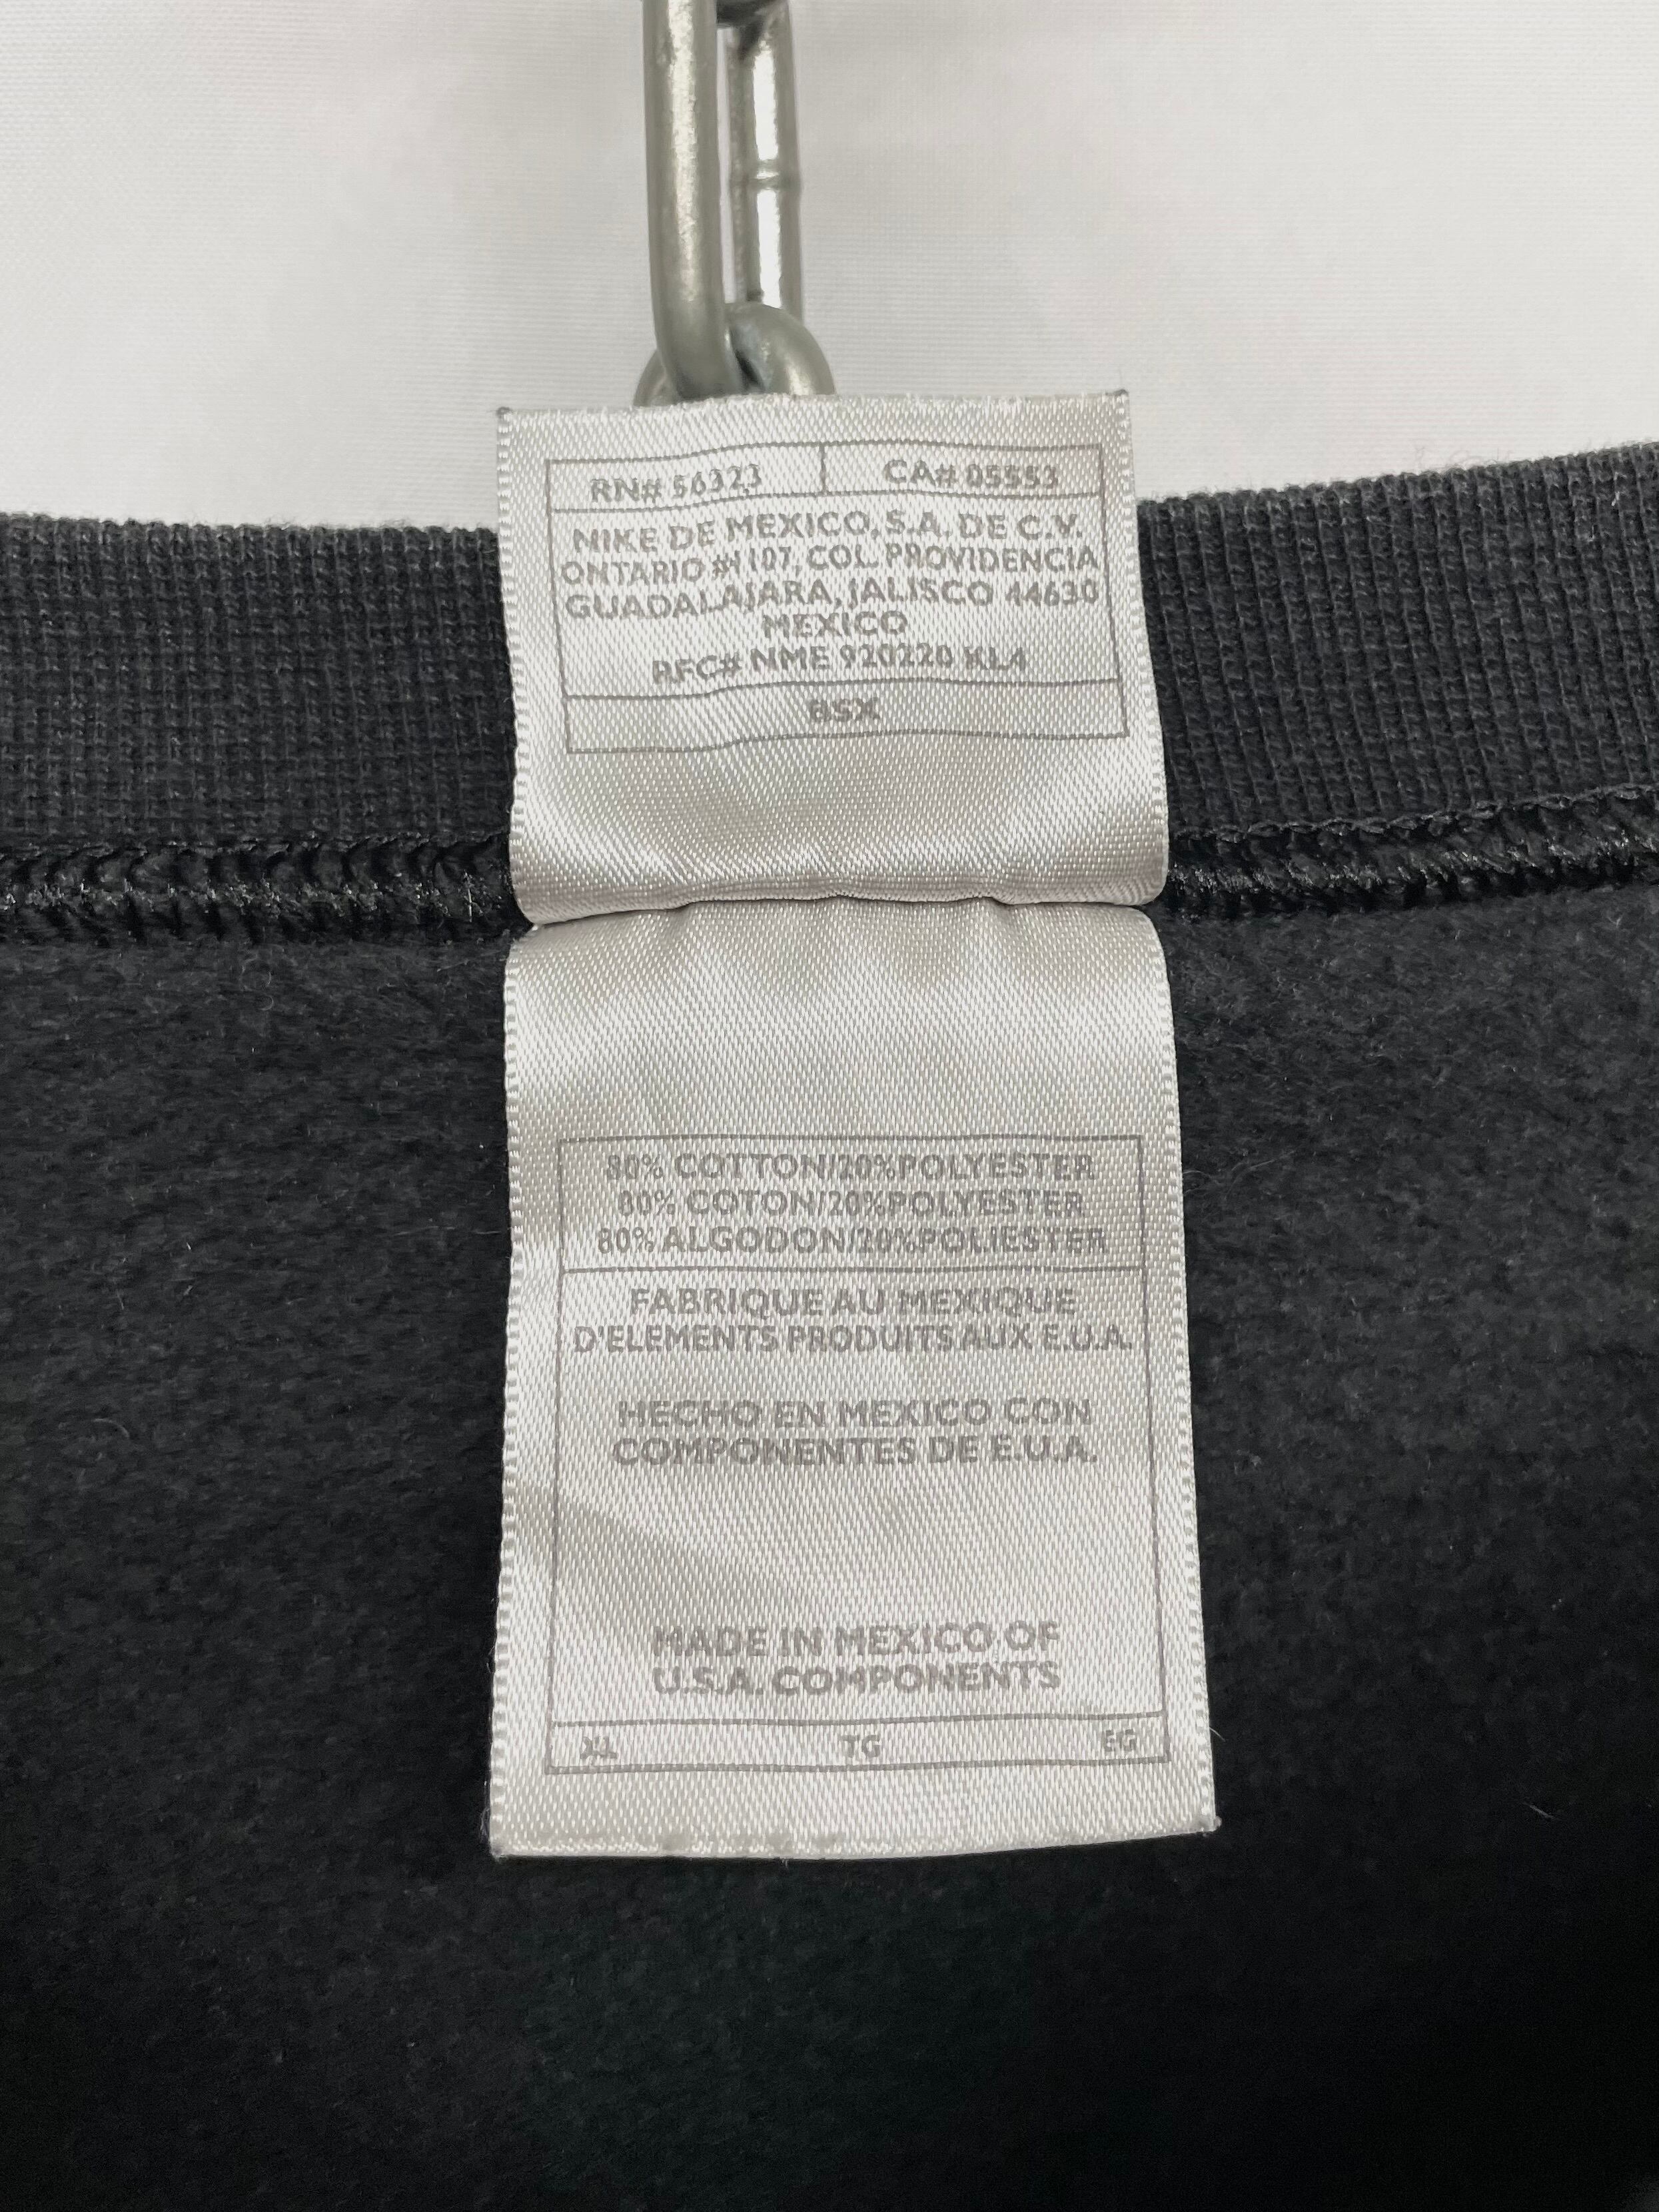 RN# 56323 CA# 05553
NIKE DE MEXICO, S.A. DE C.V.
ONTARIO #1107, COL. PROVIDENCIA
GUADALAJARA, JALISCO 44630
MEXICO
RFC# NME 920220 KL4
BSX
80% COTTON/20%POLYESTER
80% COTON/20%POLYESTER
80% ALGODON/20%POLIESTER
FABRIQUE AU MEXIQUE
D'ELEMENTS PRODUITS AUX E.U.A.
HECHO EN MEXICO CON
COMPONENTES DE E.U.A.
MADE IN MEXICO OF
U.S.A. COMPONENTS
XL TG EG